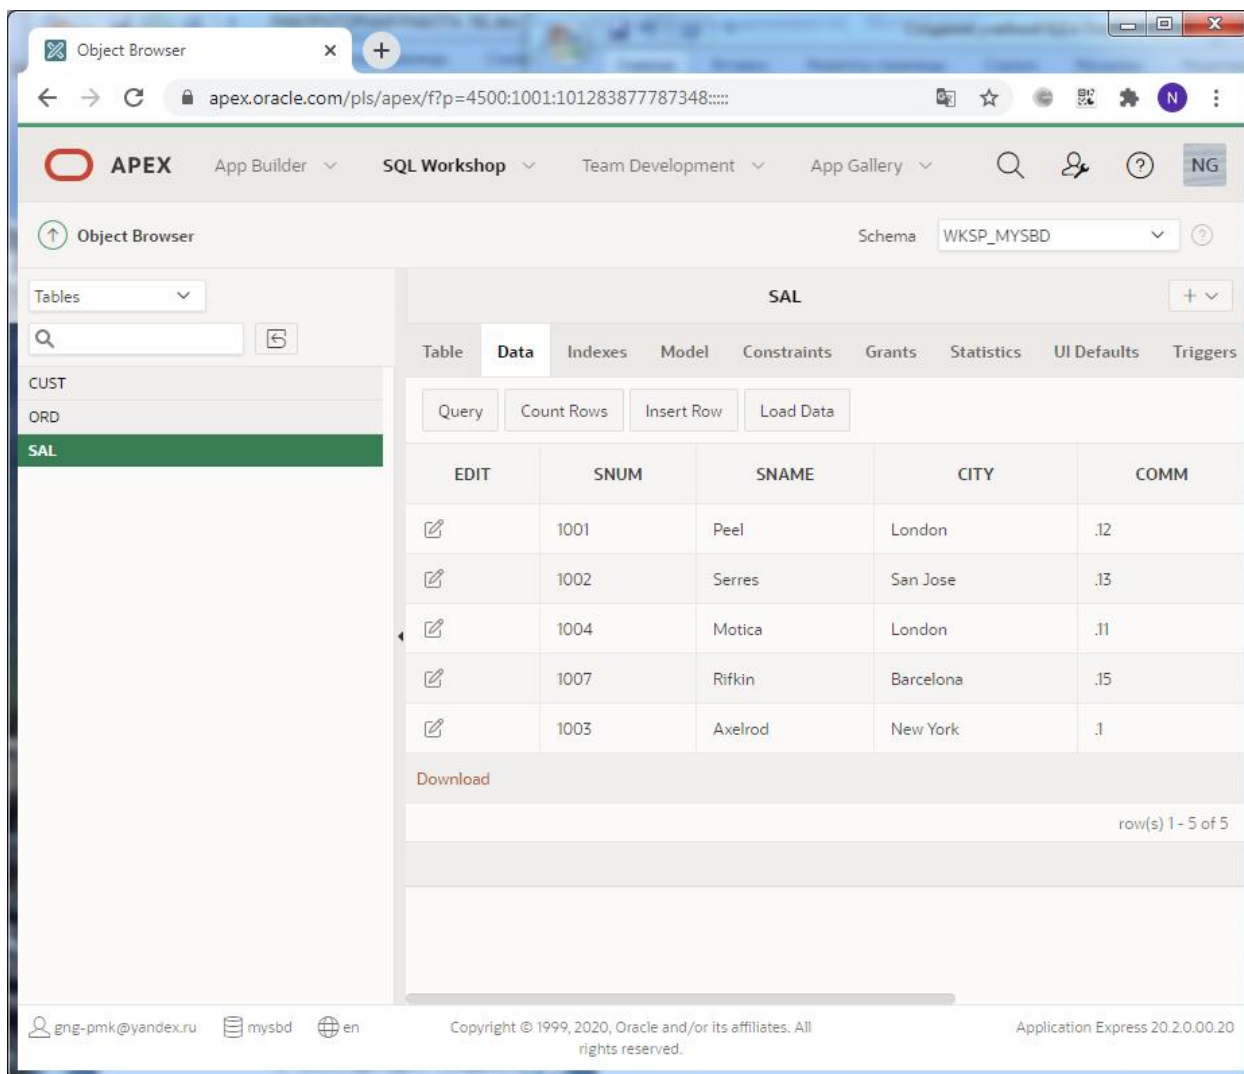 Object Browser
apex.oracle.com/pls/apex/f?p=4500:1001:101283877787348:::::
N
APEX App Builder SQL Workshop Team Development App Gallery NG
Object Browser Schema WKSP_MYSBD
Tables
SAL
Table Data Indexes Model Constraints Grants Statistics UI Defaults Triggers
CUST
ORD
SAL
Query Count Rows Insert Row Load Data
EDIT SNUM SNAME CITY COMM
1001 Peel London .12
1002 Serres San Jose .13
1004 Motica London .11
1007 Rifkin Barcelona .15
1003 Axelrod New York .1
Download
row(s) 1 - 5 of 5
gng-pmk@yandex.ru mysbd en
Copyright © 1999, 2020, Oracle and/or its affiliates. All
rights reserved.
Application Express 20.2.0.00.20